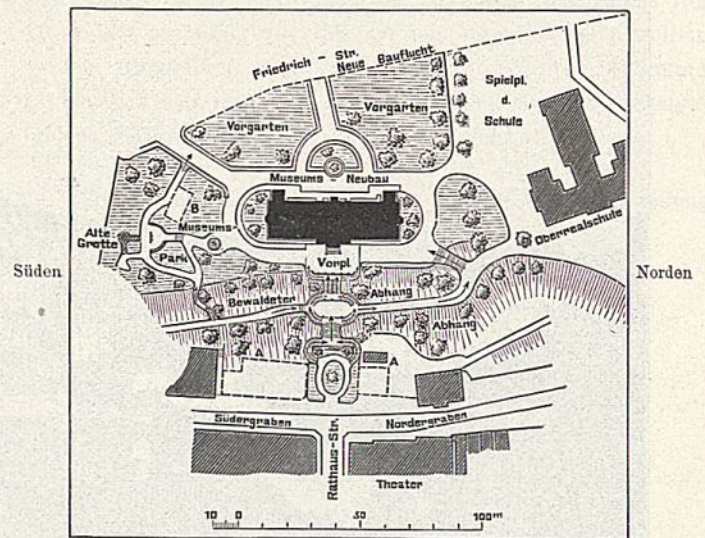 Friedrich - Str.
Neue Bauflucht
Vorgarten
Vorgarten
Spielpl.
d.
Schule
Museums - Neubau
B
Museums-
Alte
Grotte
Park
Vorpl.
Oberrealschule
Süden
Norden
Bewaldeter
Abhang
Abhang
A
A
Südergraben
Nordergraben
Rathaus-Str.
Theater
10 0 50 100 m